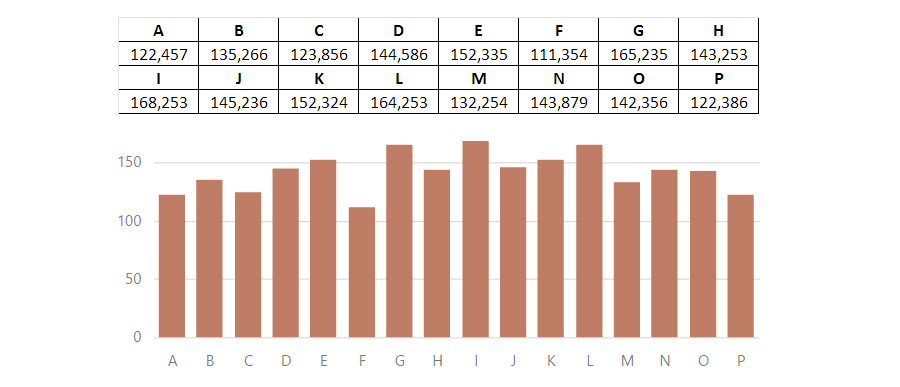 A B C D E F G H
122,457 135,266 123,856 144,586 152,335 111,354 165,235 143,253
I J K L M N O P
168,253 145,236 152,324 164,253 132,254 143,879 142,356 122,386
150
100
50
0
A B C D E F G H I J K L M N O P